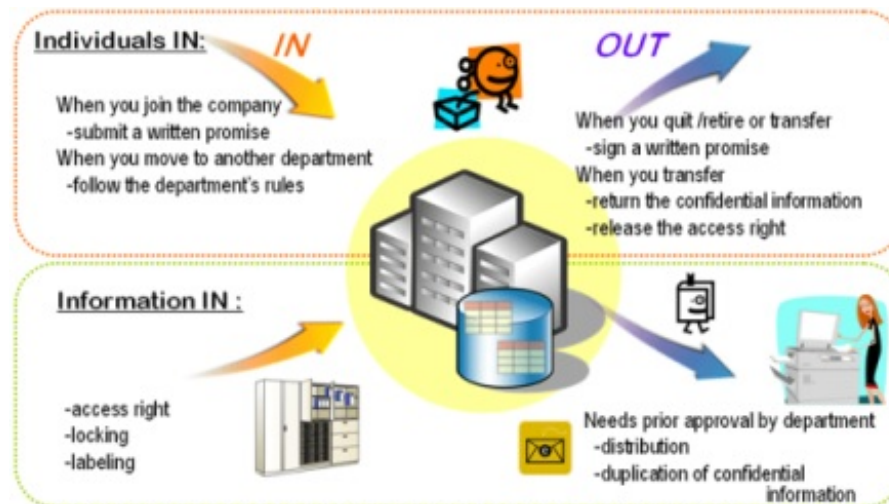 Individuals IN:
IN
When you join the company
-submit a written promise
When you move to another department
-follow the department's rules
OUT
When you quit /retire or transfer
-sign a written promise
When you transfer
-return the confidential information
-release the access right
Information IN :
-access right
-locking
-labeling
Needs prior approval by department
-distribution
-duplication of confidential
information